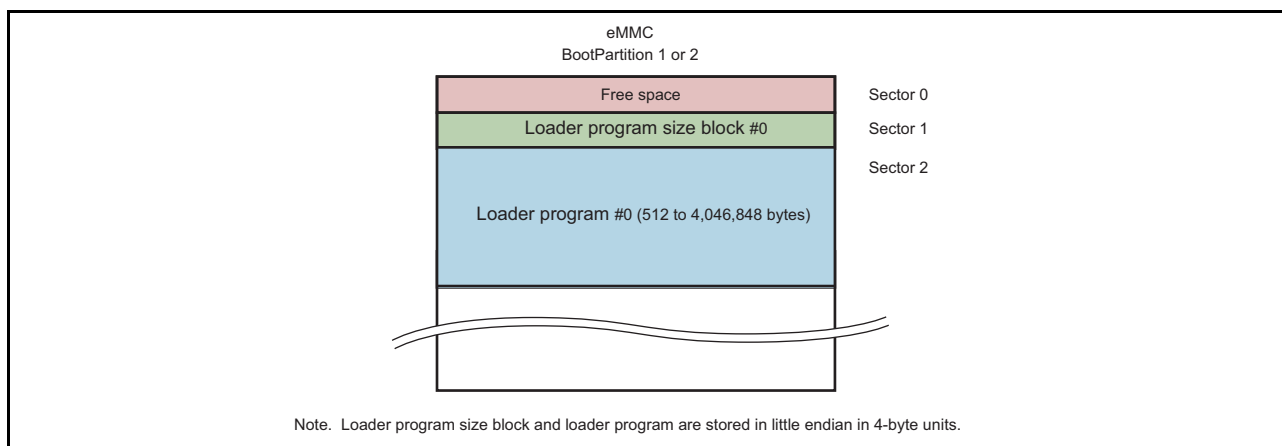 eMMC
BootPartition 1 or 2
Free space
Sector 0
Loader program size block #0
Sector 1
Sector 2
Loader program #0 (512 to 4,046,848 bytes)
Note. Loader program size block and loader program are stored in little endian in 4-byte units.